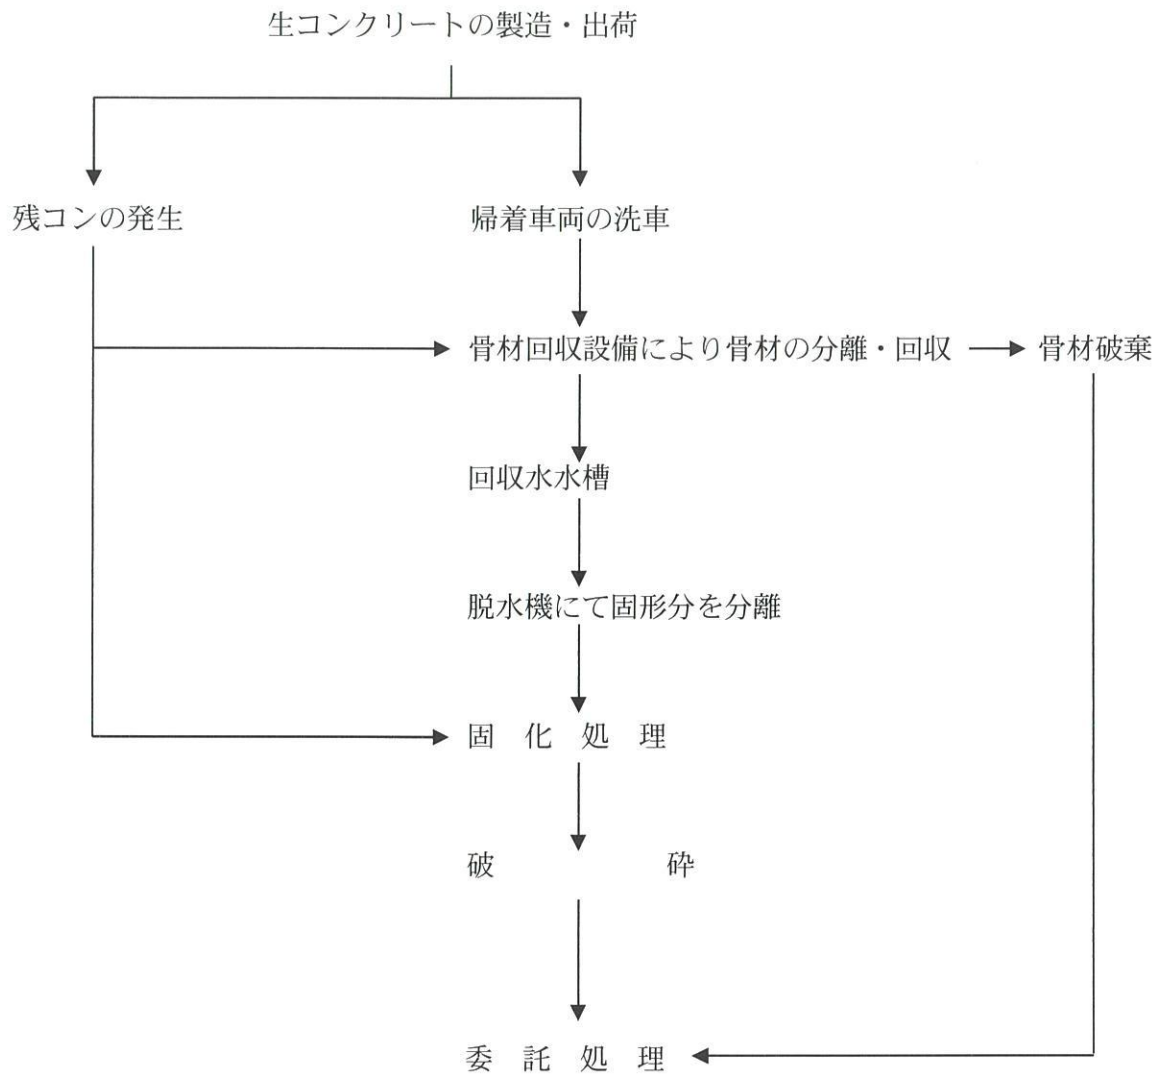 生コンクリートの製造・出荷
残コンの発生
帰着車両の洗車
骨材回収設備により骨材の分離・回収
骨材破棄
回収水水槽
脱水機にて固形分を分離
固 化 処 理
破 砕
委 託 処 理